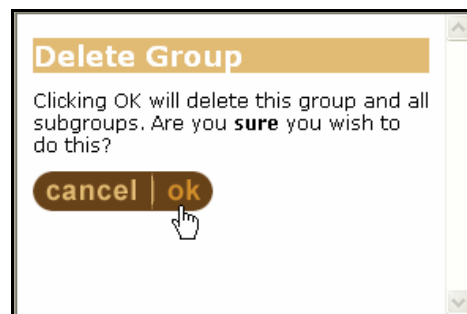 Delete Group
Clicking OK will delete this group and all
subgroups. Are you sure you wish to
do this?
cancel | ok